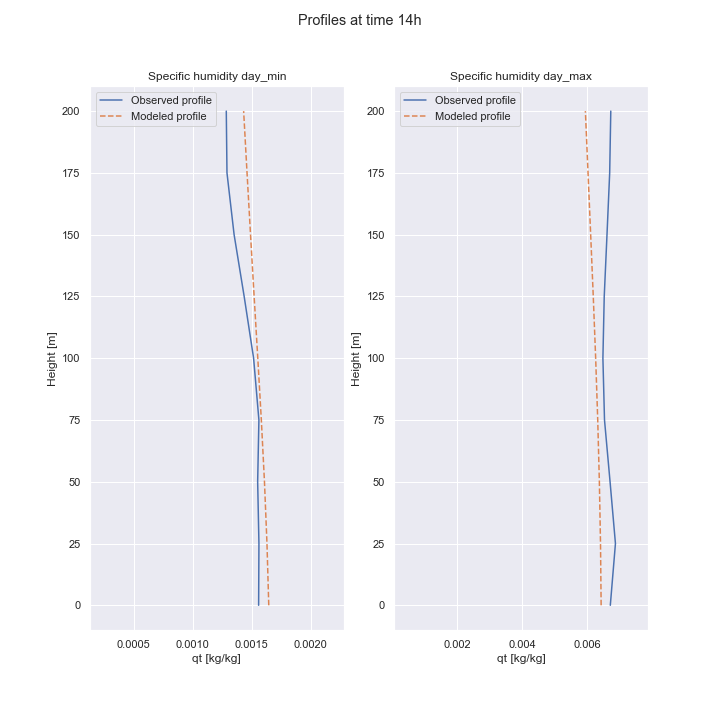 Profiles at time 14h
Specific humidity day_min
Observed profile
Modeled profile
200
175
150
125
100
75
50
25
0
Height [m]
0.0005 0.0010 0.0015 0.0020
qt [kg/kg]
Specific humidity day_max
Observed profile
Modeled profile
200
175
150
125
100
75
50
25
0
Height [m]
0.002 0.004 0.006
qt [kg/kg]